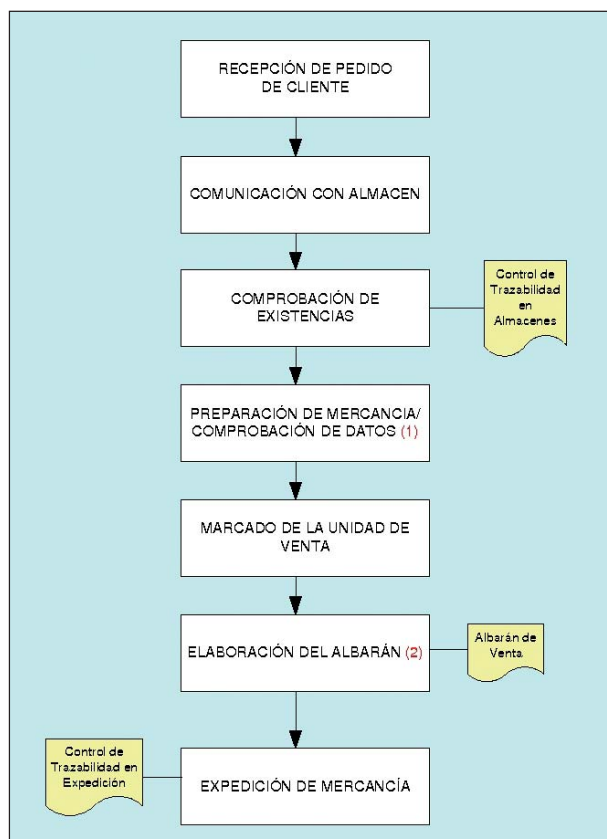 RECEPCIÓN DE PEDIDO
DE CLIENTE
COMUNICACIÓN CON ALMACEN
COMPROBACIÓN DE
EXISTENCIAS
Control de
Trazabilidad
en
Almacenes
PREPARACIÓN DE MERCANCIA/
COMPROBACIÓN DE DATOS (1)
MARCADO DE LA UNIDAD DE
VENTA
ELABORACIÓN DEL ALBARÁN (2)
Albarán de
Venta
Control de
Trazabilidad en
Expedición
EXPEDICIÓN DE MERCANCÍA